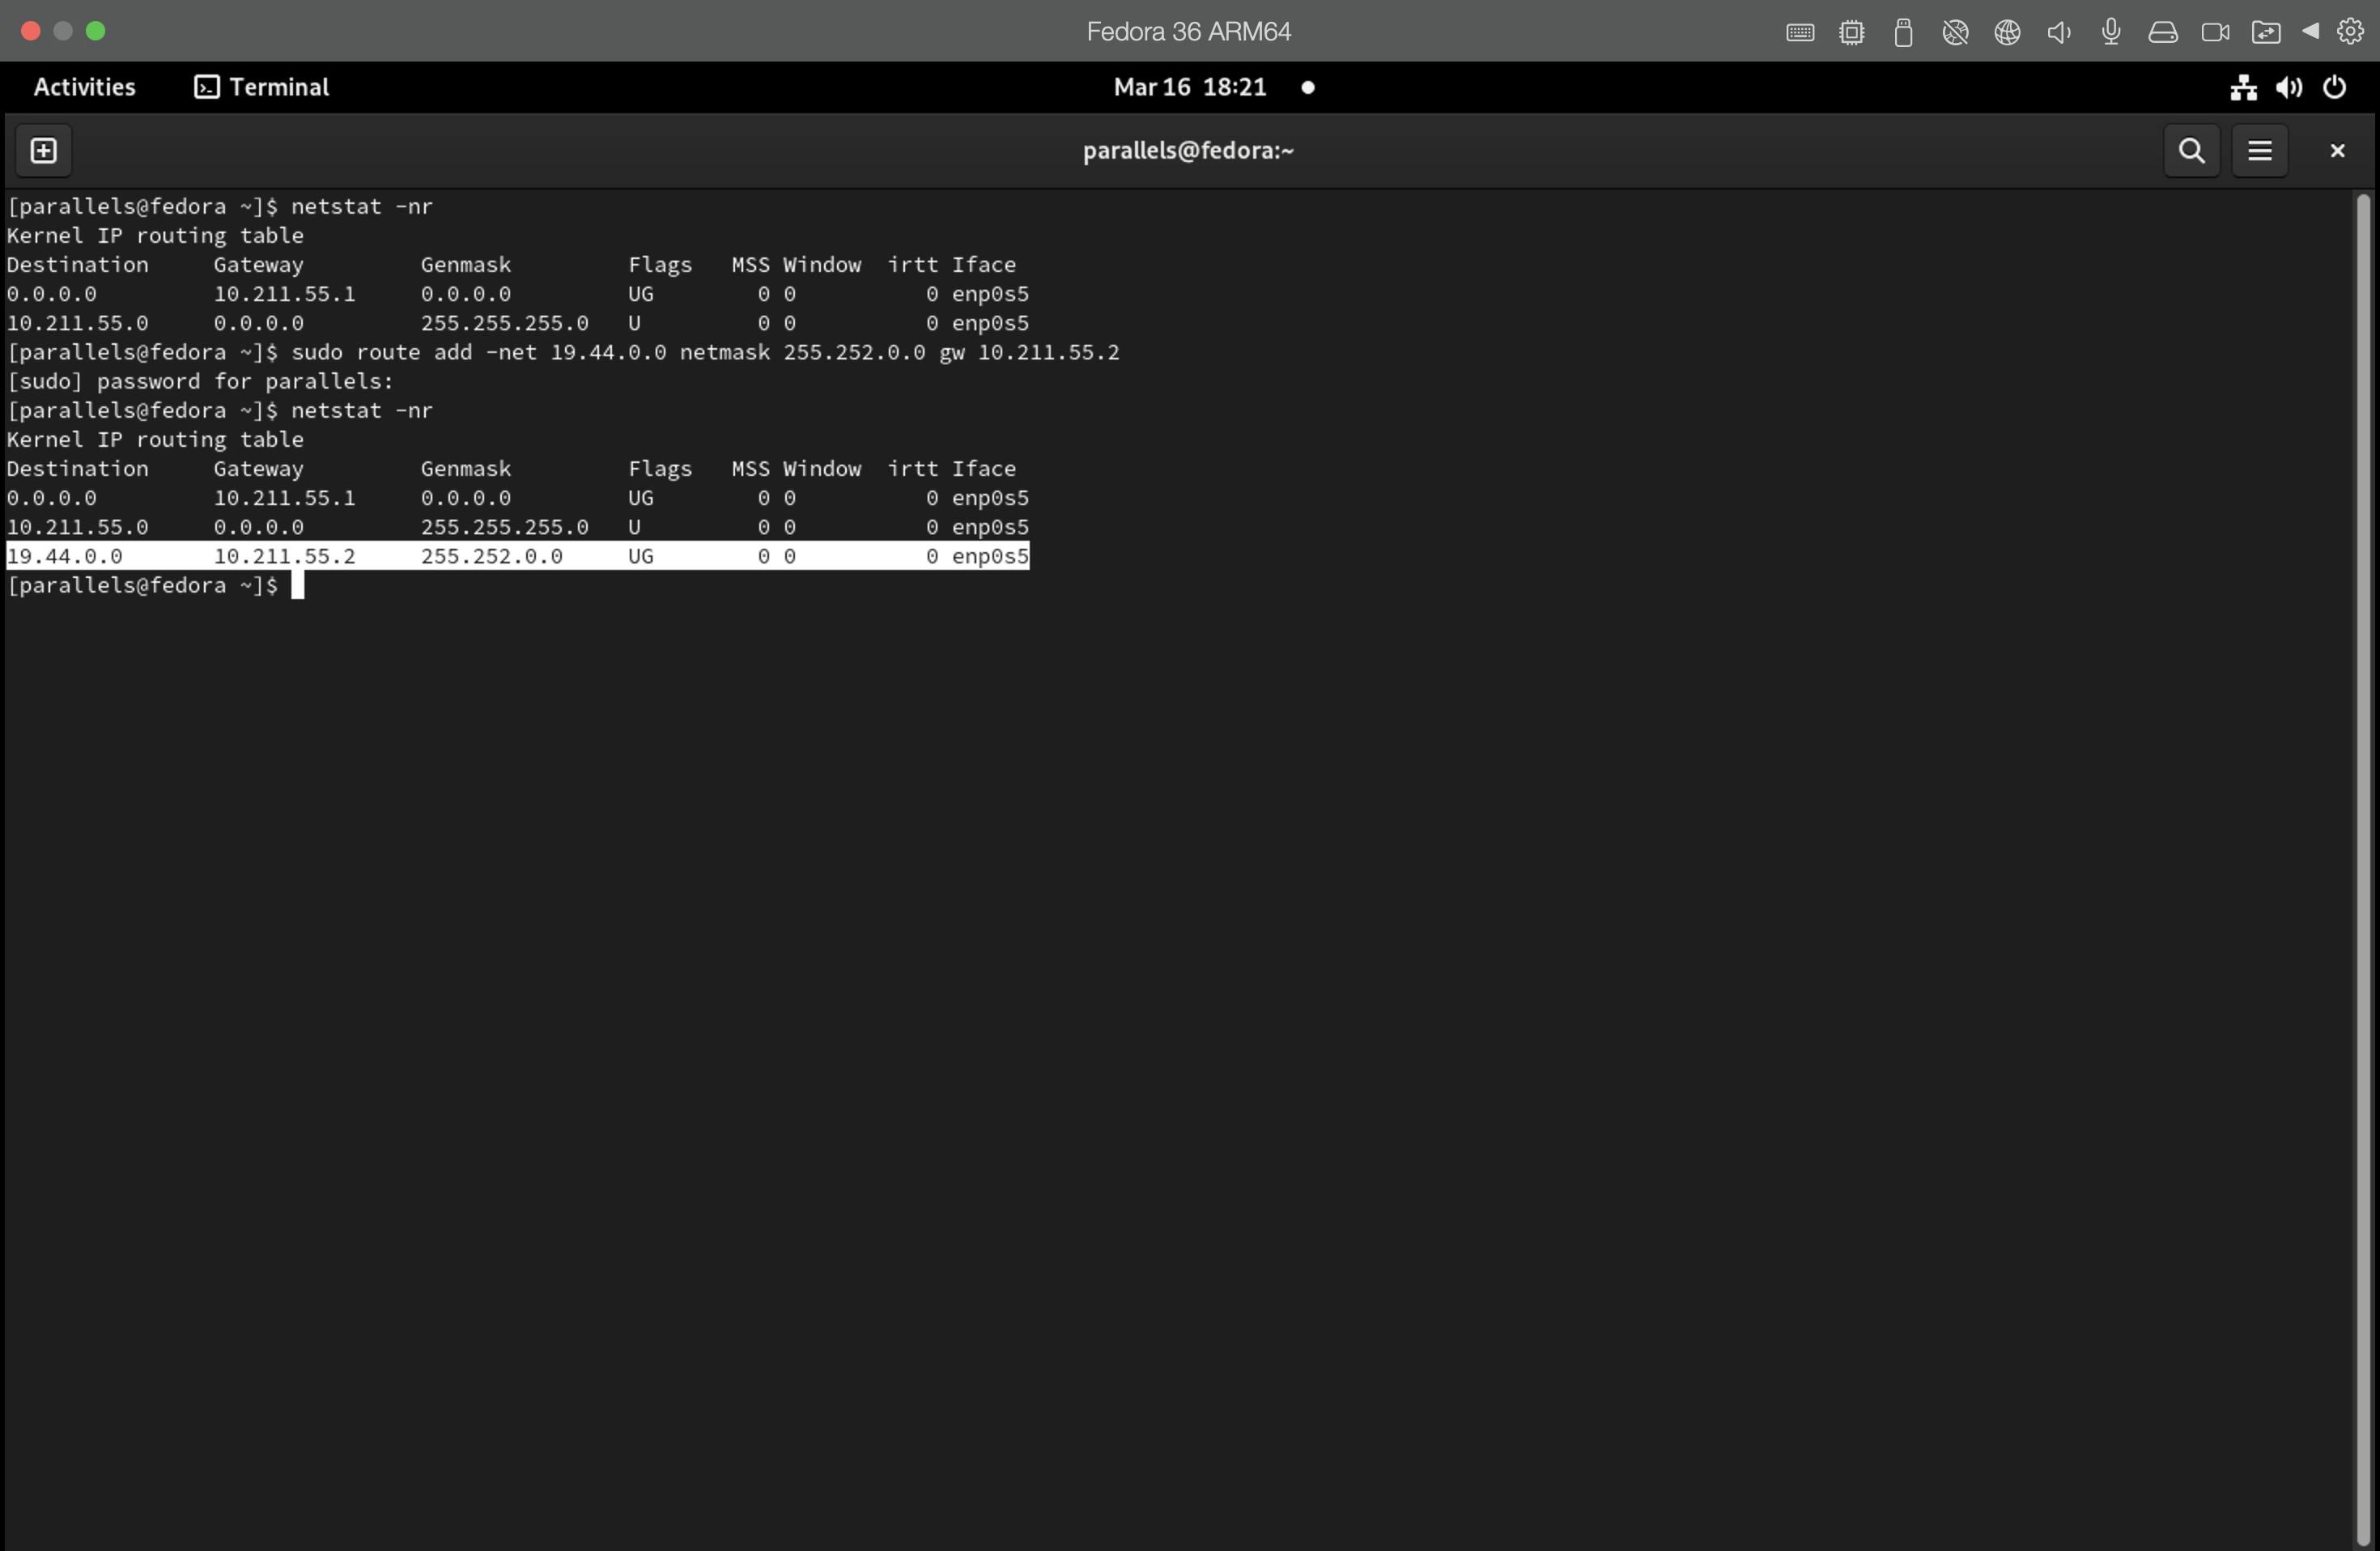 Fedora 36 ARM64
Activities Terminal Mar 16 18:21
parallels@fedora:~
[parallels@fedora ~]$ netstat -nr
Kernel IP routing table
Destination     Gateway         Genmask         Flags   MSS Window  irtt Iface
0.0.0.0         10.211.55.1     0.0.0.0         UG        0 0          0 enp0s5
10.211.55.0     0.0.0.0         255.255.255.0   U         0 0          0 enp0s5
[parallels@fedora ~]$ sudo route add -net 19.44.0.0 netmask 255.252.0.0 gw 10.211.55.2
[sudo] password for parallels:
[parallels@fedora ~]$ netstat -nr
Kernel IP routing table
Destination     Gateway         Genmask         Flags   MSS Window  irtt Iface
0.0.0.0         10.211.55.1     0.0.0.0         UG        0 0          0 enp0s5
10.211.55.0     0.0.0.0         255.255.255.0   U         0 0          0 enp0s5
19.44.0.0       10.211.55.2     255.252.0.0     UG        0 0          0 enp0s5
[parallels@fedora ~]$